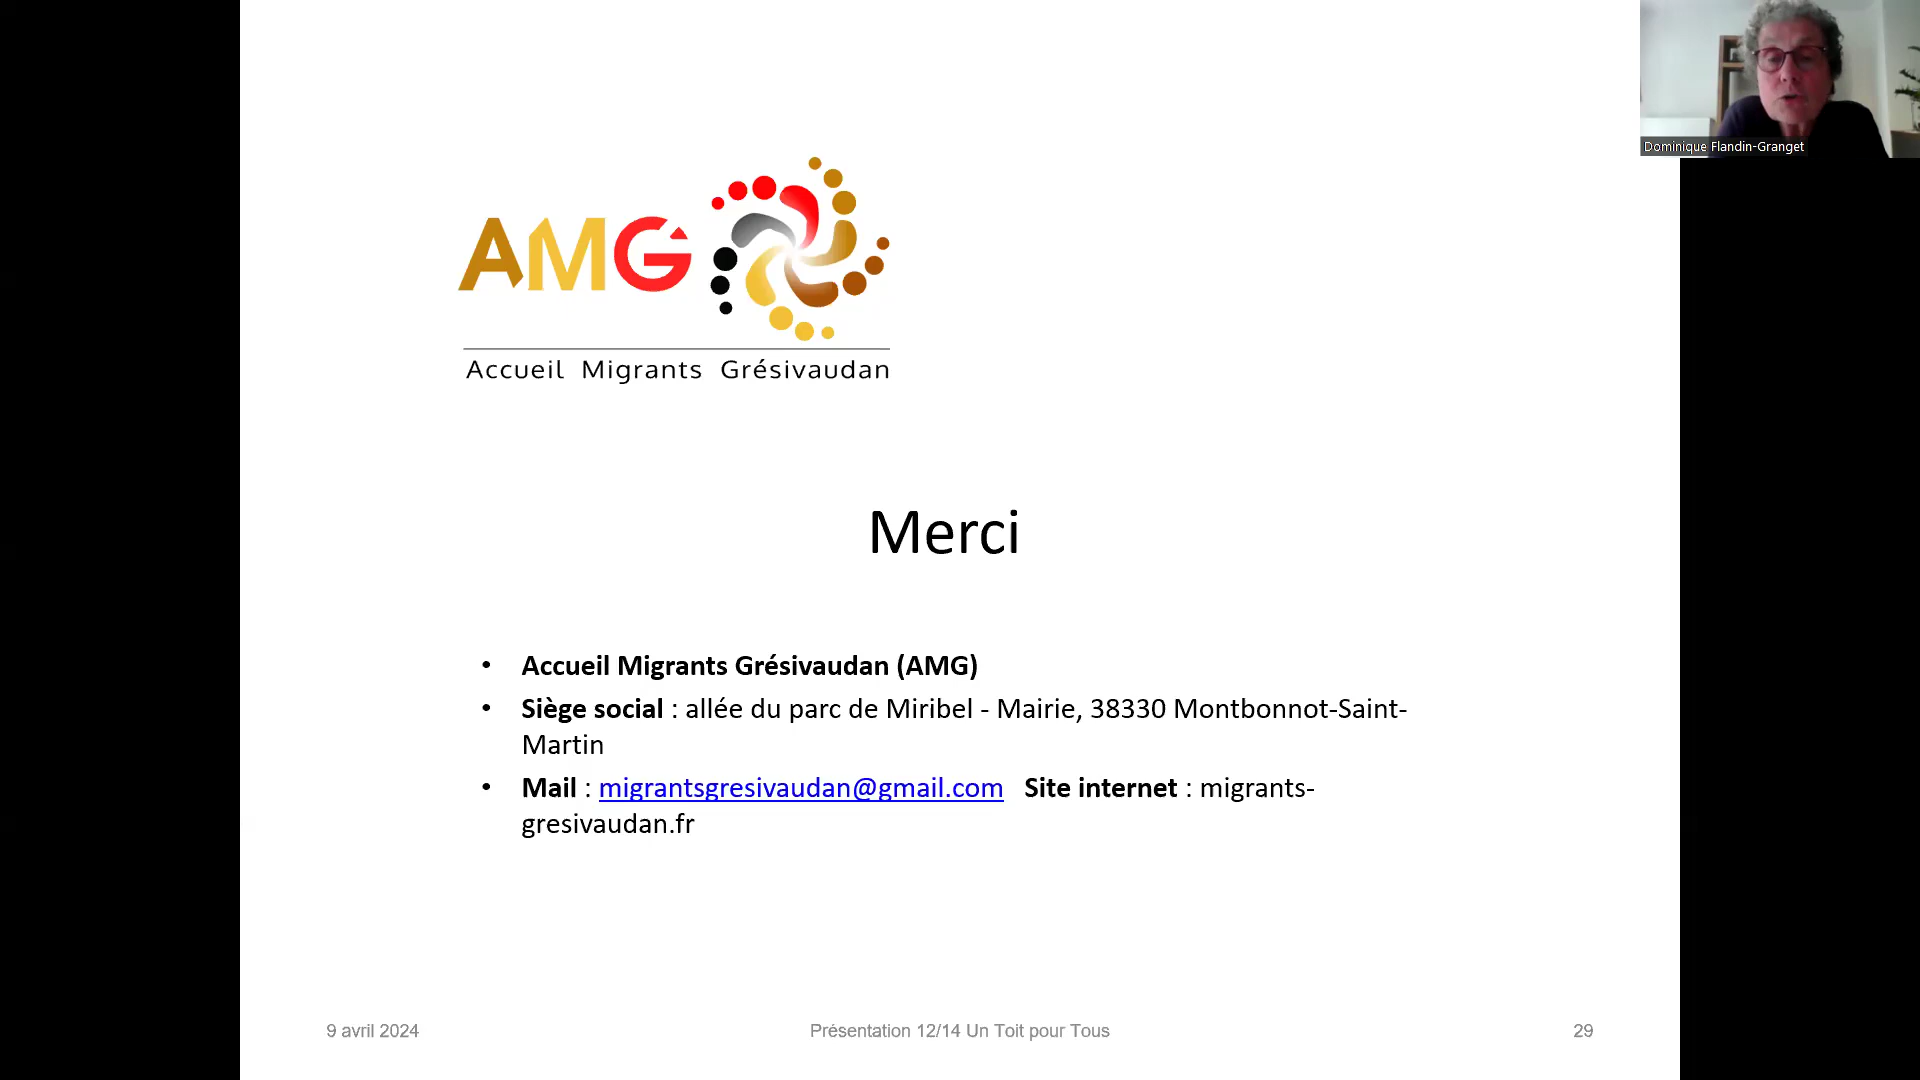 Dominique Flandin-Granget
AMG
Accueil Migrants Grésivaudan
Merci
• Accueil Migrants Grésivaudan (AMG)
• Siège social : allée du parc de Miribel - Mairie, 38330 Montbonnot-Saint-
Martin
• Mail : migrantsgresivaudan@gmail.com Site internet : migrants-
gresivaudan.fr
9 avril 2024
Présentation 12/14 Un Toit pour Tous
29